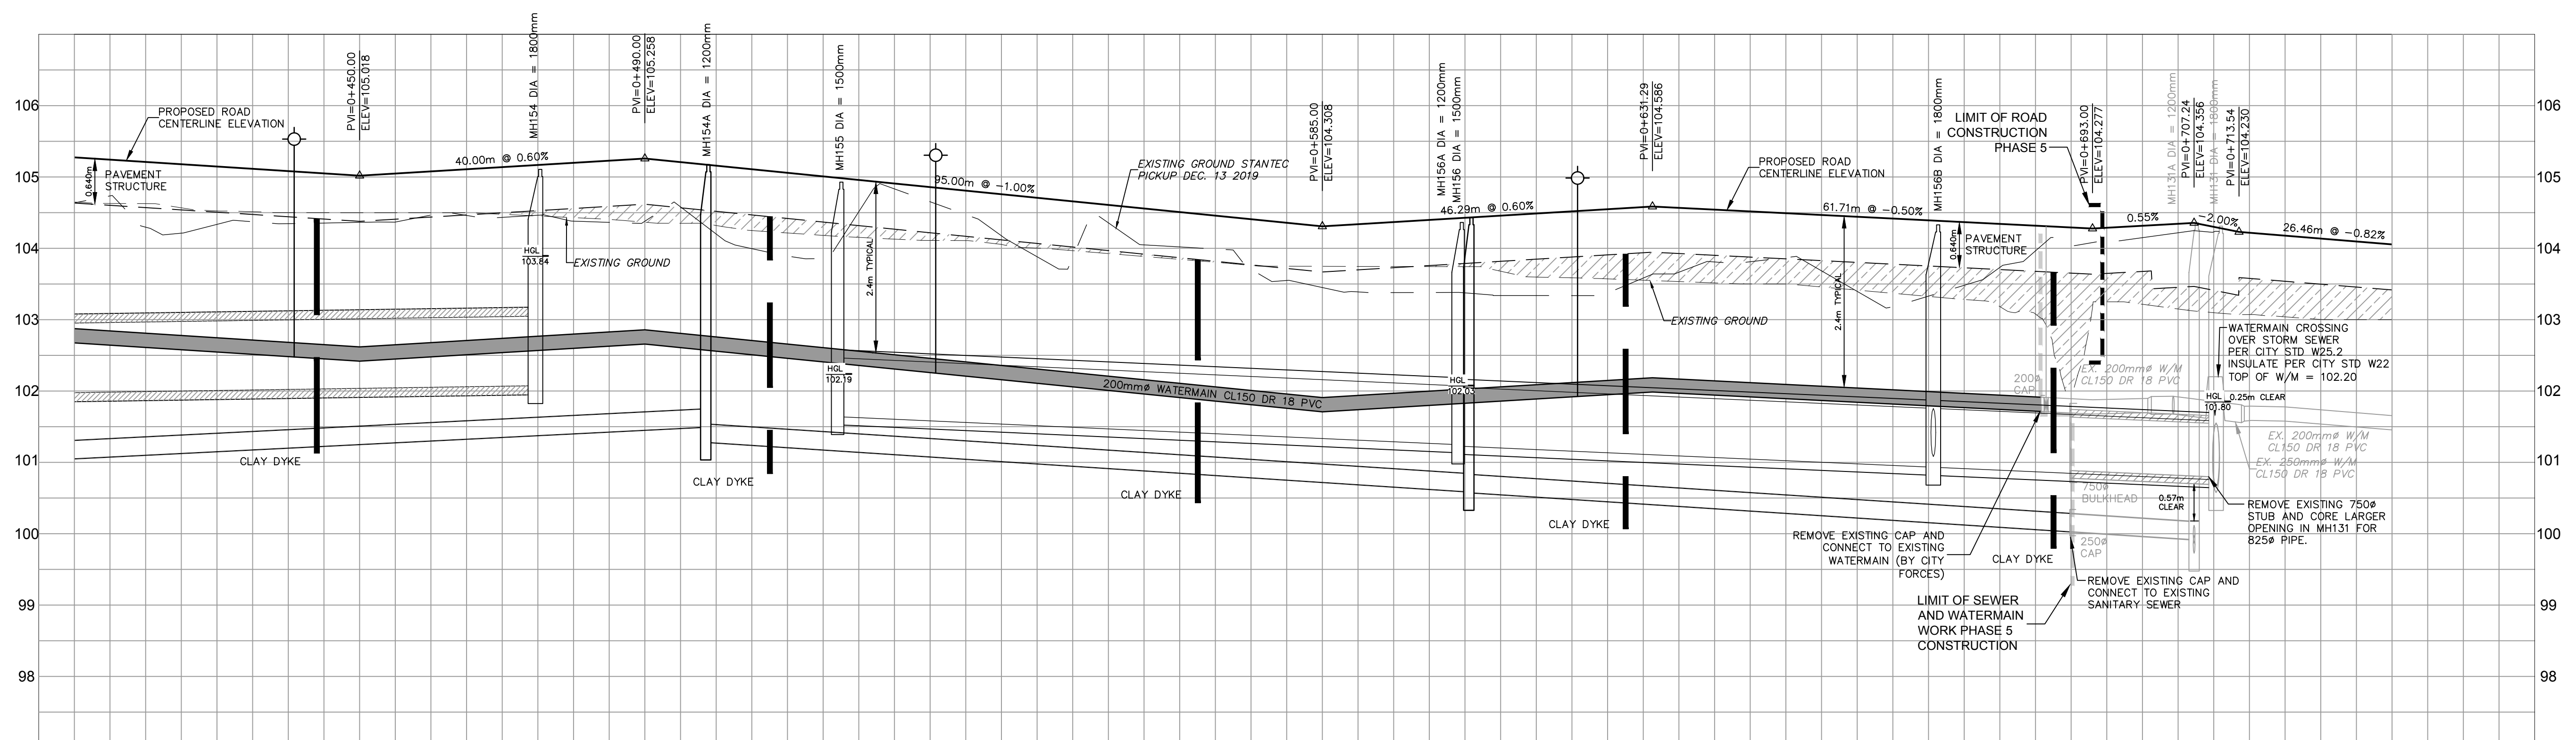 PVI=0+450.00
ELEV=105.018
MH154 DIA = 1800mm
PVI=0+490.00
ELEV=105.258
MH154A DIA = 1200mm
MH155 DIA = 1500mm
PVI=0+585.00
ELEV=104.308
MH156A DIA = 1200mm
MH156 DIA = 1500mm
PVI=0+631.29
ELEV=104.586
MH156B DIA = 1800mm
PVI=0+693.00
ELEV=104.277
MH131A DIA = 1200mm
PVI=0+707.24
ELEV=104.356
MH131 DIA = 1800mm
PVI=0+713.54
ELEV=104.230
106
105
104
103
102
101
100
99
98
106
105
104
103
102
101
100
99
98
PROPOSED ROAD
CENTERLINE ELEVATION
0.640m
PAVEMENT
STRUCTURE
40.00m @ 0.60%
95.00m @ -1.00%
EXISTING GROUND STANTEC
PICKUP DEC. 13 2019
46.29m @ 0.60%
PROPOSED ROAD
CENTERLINE ELEVATION
61.71m @ -0.50%
LIMIT OF ROAD
CONSTRUCTION
PHASE 5
0.55%
-2.00%
26.46m @ -0.82%
HGL
103.84
EXISTING GROUND
2.4m TYPICAL
HGL
102.19
200mmø WATERMAIN CL150 DR 18 PVC
HGL
102.03
EXISTING GROUND
2.4m TYPICAL
0.640m
PAVEMENT
STRUCTURE
WATERMAIN CROSSING
OVER STORM SEWER
PER CITY STD W25.2
INSULATE PER CITY STD W22
TOP OF W/M = 102.20
200ø
CAP
EX. 200mmø W/M
CL150 DR 18 PVC
HGL
101.80
0.25m CLEAR
EX. 200mmø W/M
CL150 DR 18 PVC
EX. 250mmø W/M
CL150 DR 18 PVC
CLAY DYKE
CLAY DYKE
CLAY DYKE
CLAY DYKE
CLAY DYKE
750ø
BULKHEAD
0.57m
CLEAR
REMOVE EXISTING 750ø
STUB AND CORE LARGER
OPENING IN MH131 FOR
825ø PIPE.
REMOVE EXISTING CAP AND
CONNECT TO EXISTING
WATERMAIN (BY CITY
FORCES)
250ø
CAP
REMOVE EXISTING CAP AND
CONNECT TO EXISTING
SANITARY SEWER
LIMIT OF SEWER
AND WATERMAIN
WORK PHASE 5
CONSTRUCTION